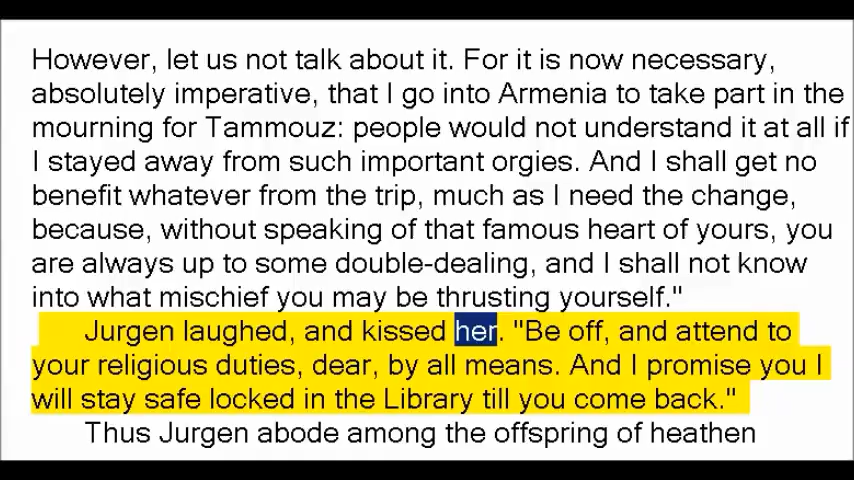 However, let us not talk about it. For it is now necessary,
absolutely imperative, that I go into Armenia to take part in the
mourning for Tammouz: people would not understand it at all if
I stayed away from such important orgies. And I shall get no
benefit whatever from the trip, much as I need the change,
because, without speaking of that famous heart of yours, you
are always up to some double-dealing, and I shall not know
into what mischief you may be thrusting yourself."
Jurgen laughed, and kissed her. "Be off, and attend to
your religious duties, dear, by all means. And I promise you I
will stay safe locked in the Library till you come back."
Thus Jurgen abode among the offspring of heathen